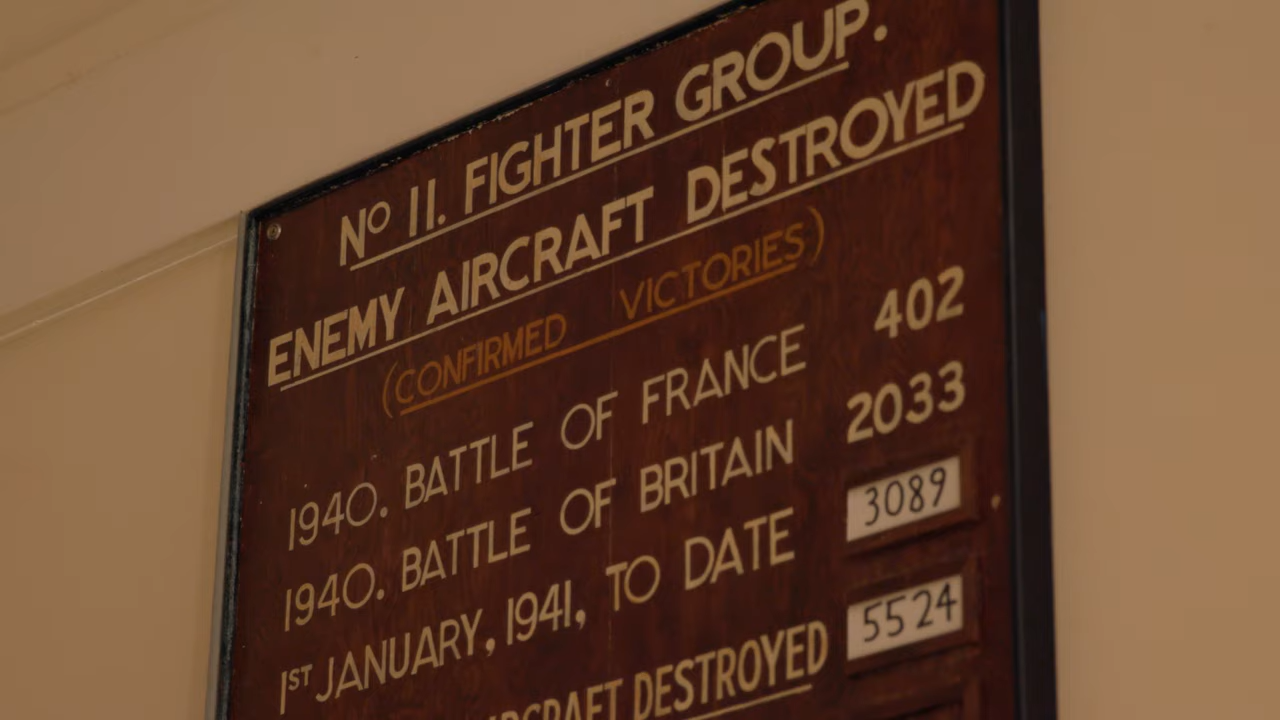 No 11. FIGHTER GROUP.
ENEMY AIRCRAFT DESTROYED
(CONFIRMED VICTORIES)
1940. BATTLE OF FRANCE 402
1940. BATTLE OF BRITAIN 2033
1ST JANUARY, 1941, TO DATE 3089
AIRCRAFT DESTROYED 5524